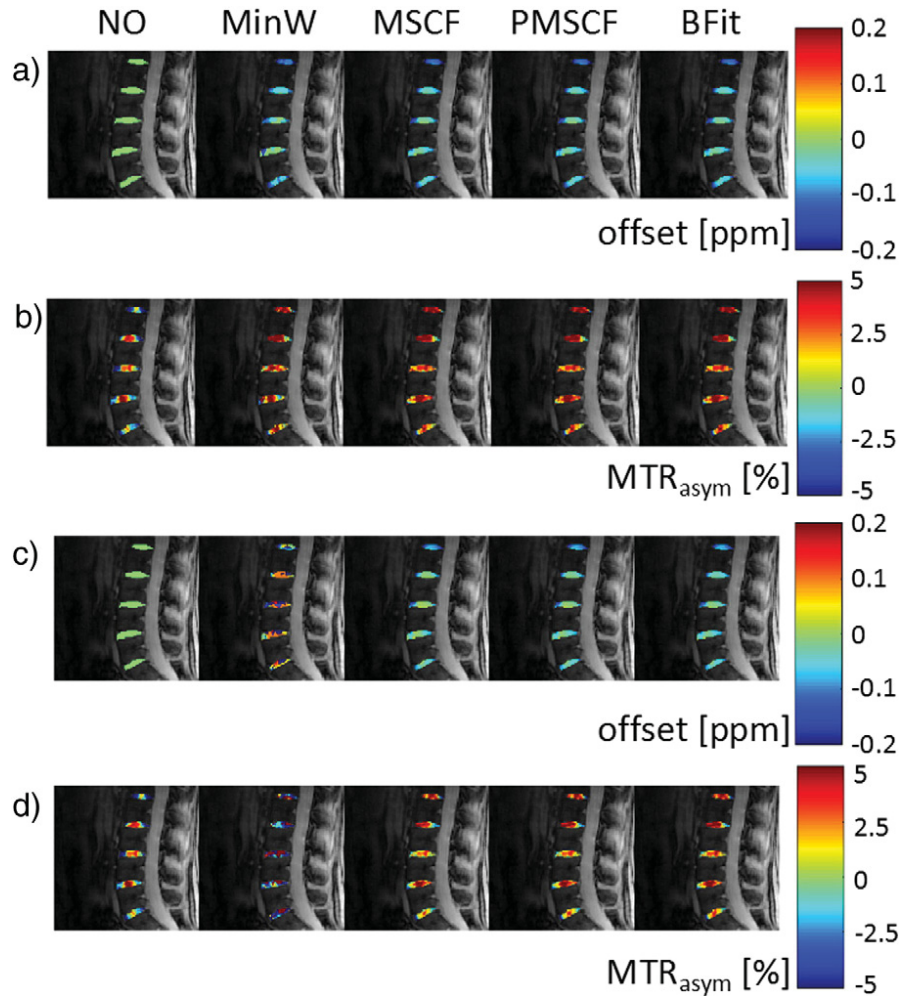 NO MinW MSCF PMSCF BFit
a)
0.2
0.1
0
-0.1
-0.2
offset [ppm]
b)
5
2.5
0
-2.5
-5
MTRasym [%]
c)
0.2
0.1
0
-0.1
-0.2
offset [ppm]
d)
5
2.5
0
-2.5
-5
MTRasym [%]